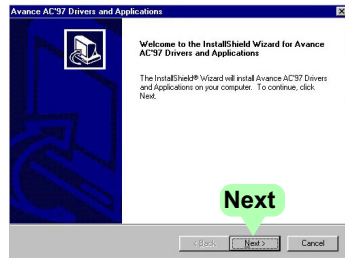 Avance AC'97 Drivers and Applications
Welcome to the InstallShield Wizard for Avance
AC'97 Drivers and Applications
The InstallShield® Wizard will install Avance AC'97 Drivers
and Applications on your computer. To continue, click
Next.
Next
< Back
Next >
Cancel